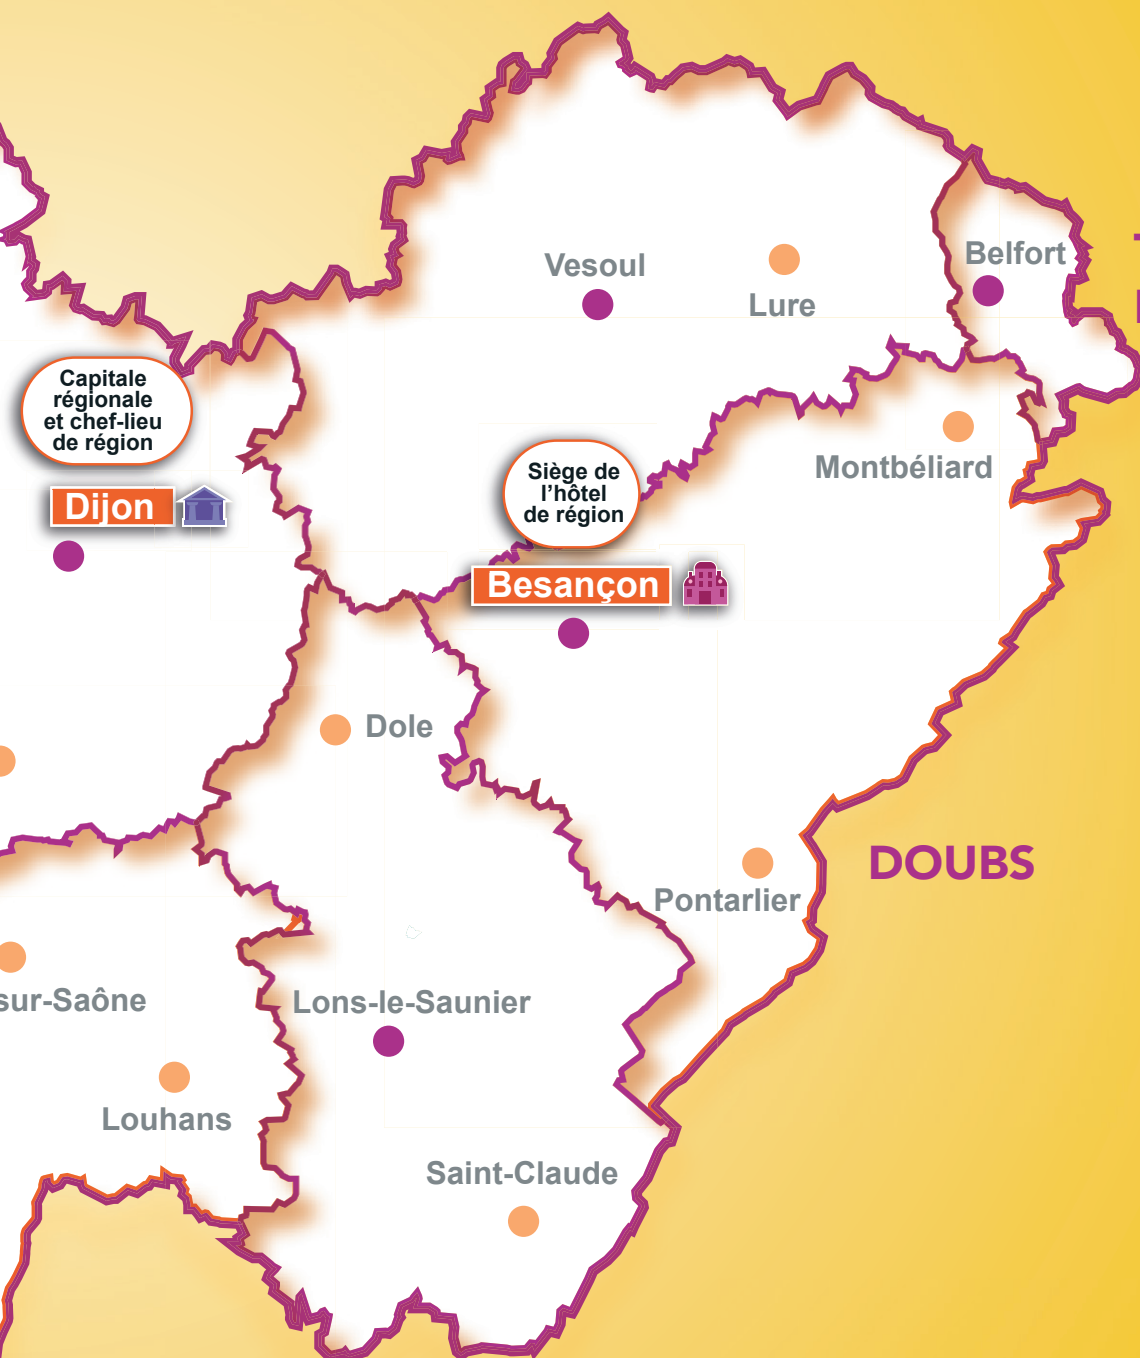 Vesoul
Belfort
Lure
Capitale
régionale
et chef-lieu
de région
Dijon
Siège de
l’hôtel
de région
Montbéliard
Besançon
Dole
DOUBS
Pontarlier
sur-Saône
Lons-le-Saunier
Louhans
Saint-Claude